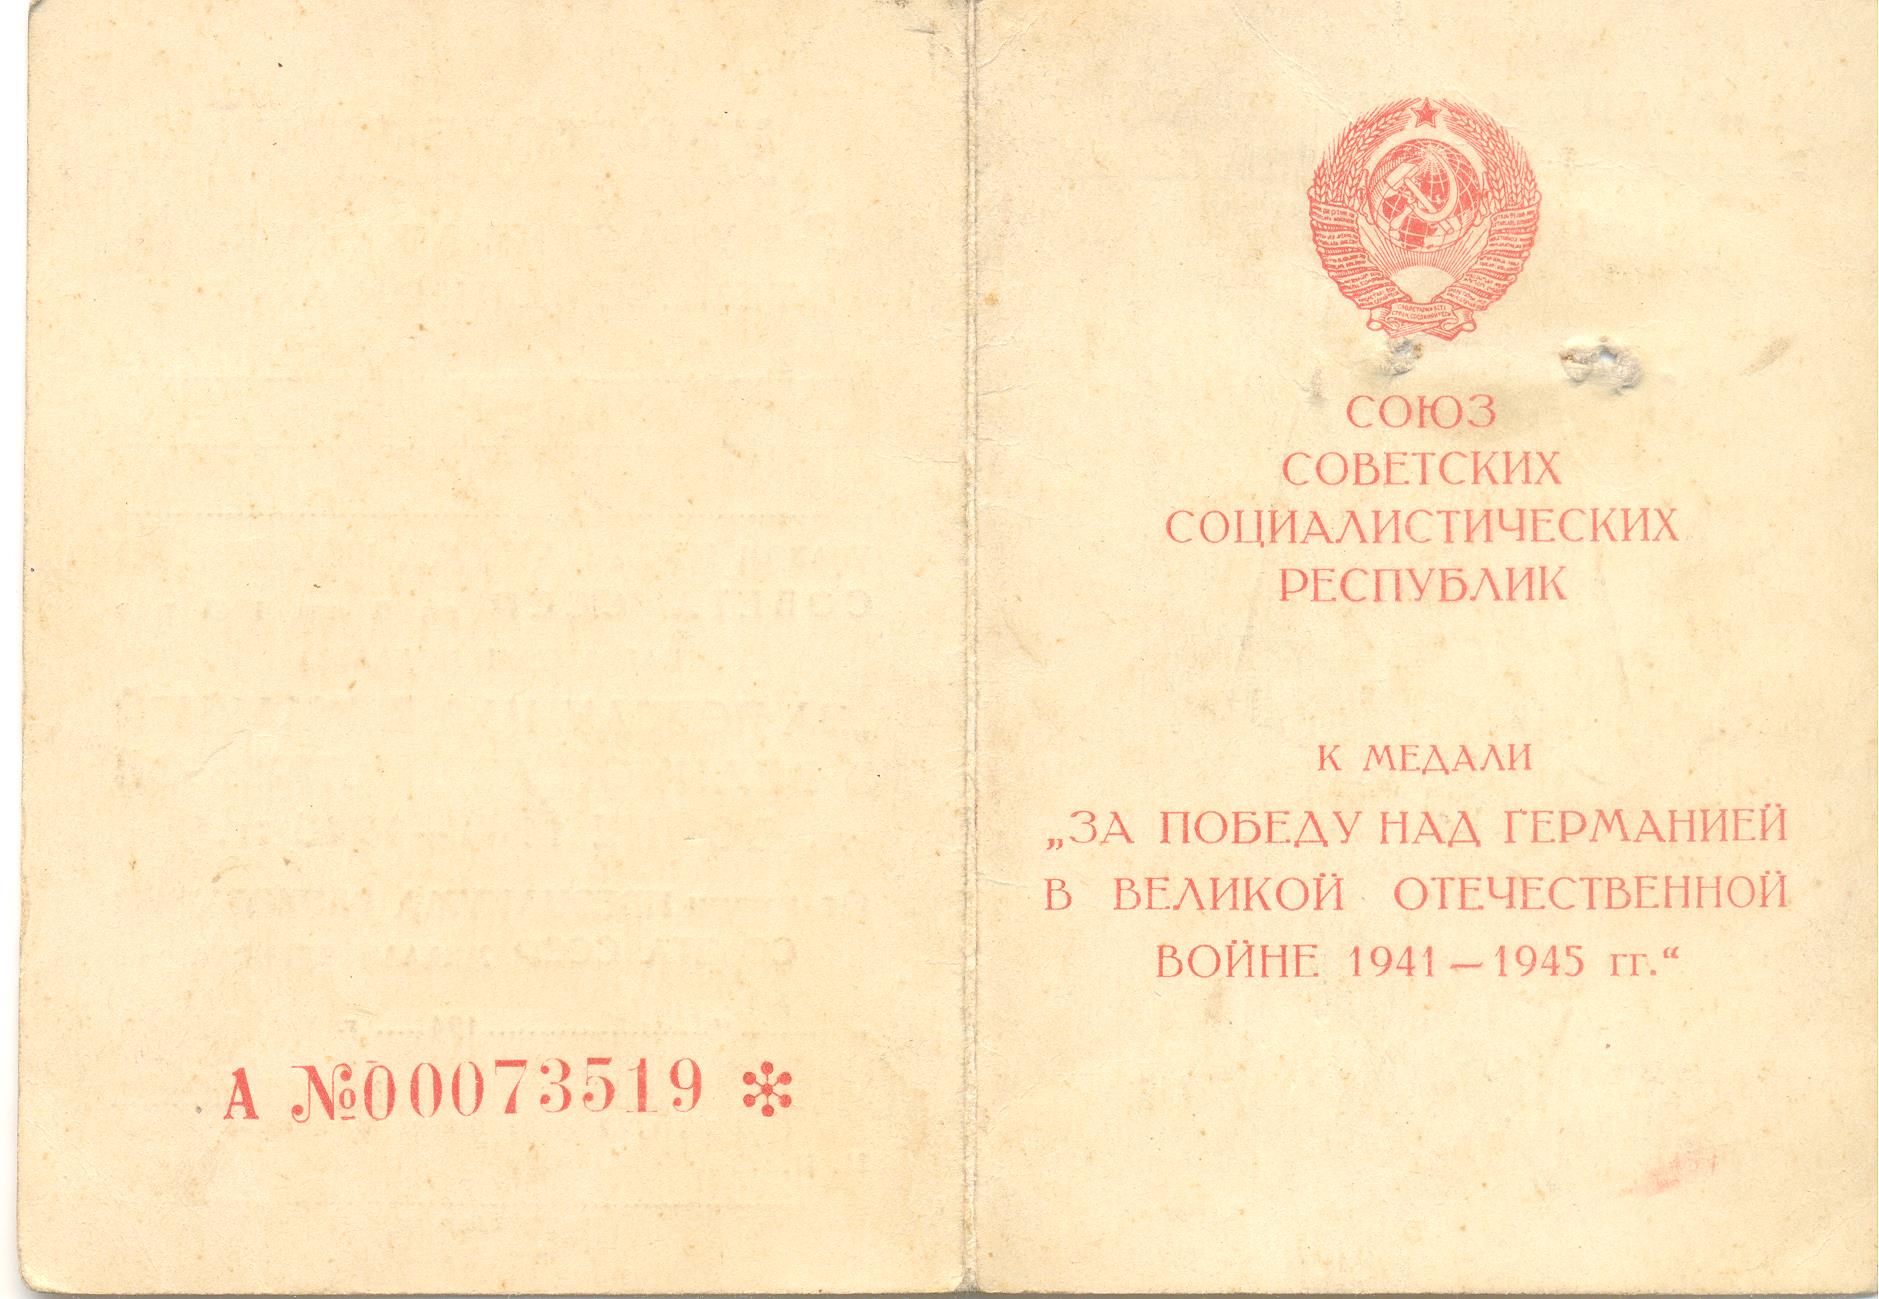 А №00073519
СОЮЗ
СОВЕТСКИХ
СОЦИАЛИСТИЧЕСКИХ
РЕСПУБЛИК
К МЕДАЛИ
„ЗА ПОБЕДУ НАД ГЕРМАНИЕЙ
В ВЕЛИКОЙ ОТЕЧЕСТВЕННОЙ
ВОЙНЕ 1941—1945 гг.“